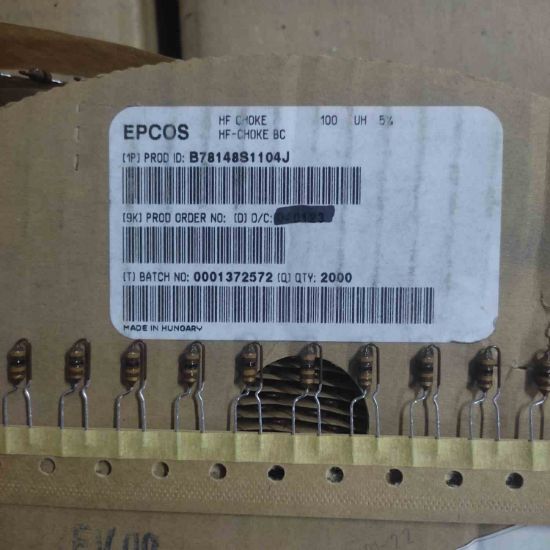 HF CHOKE 100 UH 5%
EPCOS HF-CHOKE BC
(1P) PROD ID: B78148S1104J
(9K) PROD ORDER NO: (D) D/C:
(T) BATCH NO: 0001372572 (Q) QTY: 2000
MADE IN HUNGARY